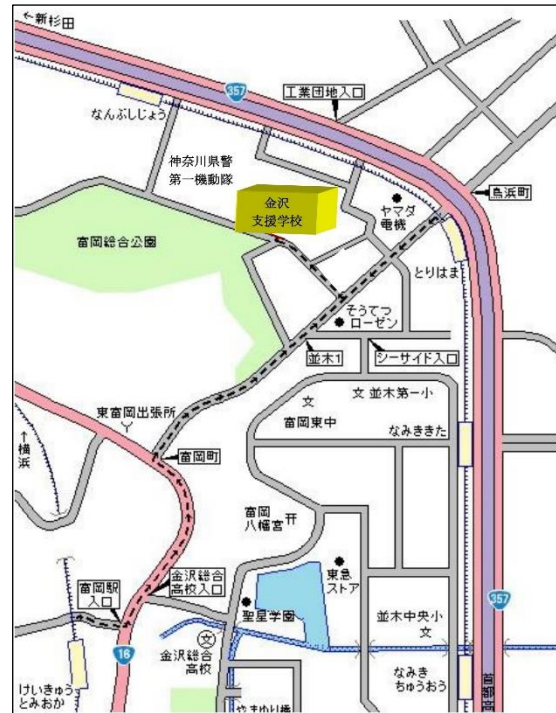 ←新杉田
357
工業団地入口
なんぶしじょう
神奈川県警
第一機動隊
金沢
支援学校
ヤマダ
電機
鳥浜町
富岡総合公園
とりはま
そうてつ
ローゼン
並木1
シーサイド入口
文
文 並木第一小
東富岡出張所
富岡東中
なみききた
←横浜
富岡町
富岡
八幡宮
東急
ストア
金沢総合
高校入口
富岡駅
入口
聖星学園
並木中央小
文
357
16
文
金沢総合
高校
なみき
ちゅうおう
けいきゅう
とみおか
やまゆり橋